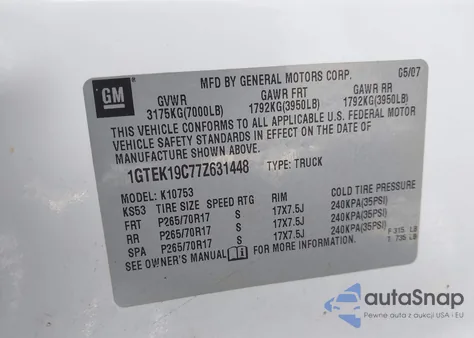 MFD BY GENERAL MOTORS CORP. 05/07
GM
GVWR GAWR FRT GAWR RR
3175KG(7000LB) 1792KG(3950LB) 1792KG(3950LB)
THIS VEHICLE CONFORMS TO ALL APPLICABLE U.S. FEDERAL MOTOR
VEHICLE SAFETY STANDARDS IN EFFECT ON THE DATE OF
MANUFACTURE SHOWN ABOVE.
1GTEK19C77Z631448 TYPE: TRUCK
MODEL: K10753
KS53 TIRE SIZE SPEED RTG RIM COLD TIRE PRESSURE
FRT P265/70R17 S 17X7.5J 240KPA(35PSI)
RR P265/70R17 S 17X7.5J 240KPA(35PSI)
SPA P265/70R17 S 17X7.5J 240KPA(35PSI)
SEE OWNER'S MANUAL
F 315 LB
T 735 LB
autoSnap
Pewne auta z aukcji USA - EU